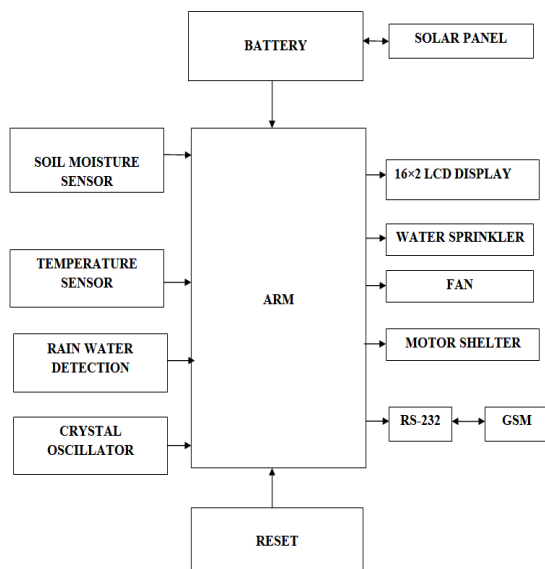 BATTERY
SOLAR PANEL
SOIL MOISTURE
SENSOR
16×2 LCD DISPLAY
WATER SPRINKLER
TEMPERATURE
SENSOR
FAN
ARM
RAIN WATER
DETECTION
MOTOR SHELTER
CRYSTAL
OSCILLATOR
RS-232
GSM
RESET